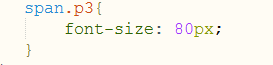 span.p3{
    font-size: 80px;
}